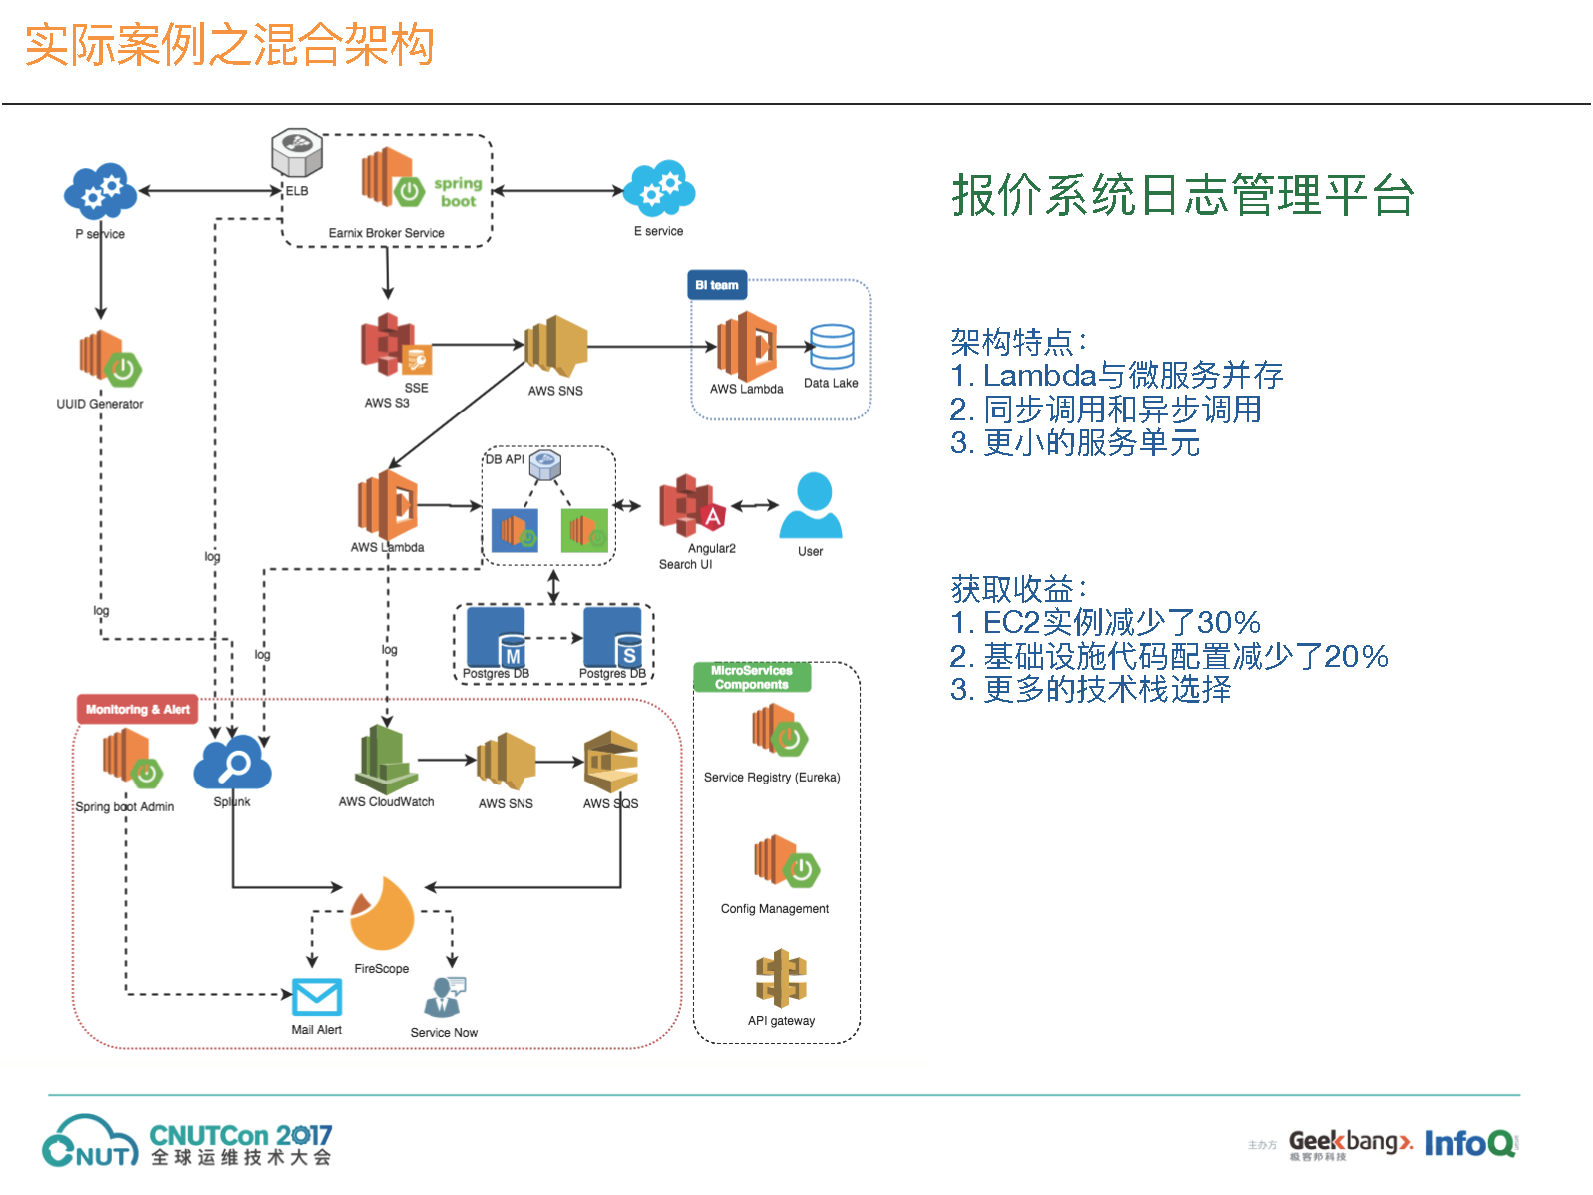 实际案例之混合架构
ELB
spring
boot
Earnix Broker Service
P service
E service
报价系统日志管理平台
BI team
UUID Generator
SSE
AWS S3
AWS SNS
AWS Lambda
Data Lake
架构特点：
1. Lambda与微服务并存
2. 同步调用和异步调用
3. 更小的服务单元
DB API
AWS Lambda
Angular2
Search UI
User
log
log
log
log
M
S
Postgres DB
Postgres DB
获取收益：
1. EC2实例减少了30%
2. 基础设施代码配置减少了20%
3. 更多的技术栈选择
MicroServices
Components
Service Registry (Eureka)
Config Management
API gateway
Monitoring & Alert
Spring boot Admin
Splunk
AWS CloudWatch
AWS SNS
AWS SQS
FireScope
Mail Alert
Service Now
CNUT
CNUTCon 2017
全球运维技术大会
主办方
Geekbang>.
极客邦科技
InfoQ